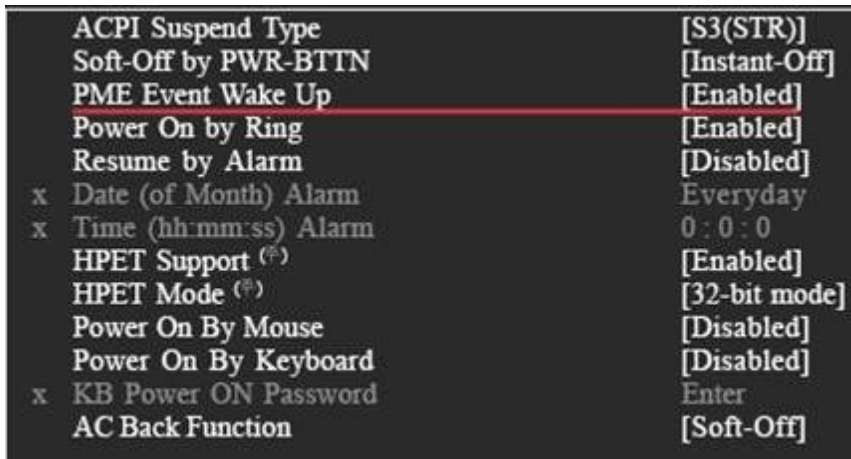 ACPI Suspend Type [S3(STR)]
Soft-Off by PWR-BTTN [Instant-Off]
PME Event Wake Up [Enabled]
Power On by Ring [Enabled]
Resume by Alarm [Disabled]
x Date (of Month) Alarm Everyday
x Time (hh:mm:ss) Alarm 0 : 0 : 0
HPET Support [Enabled]
HPET Mode [32-bit mode]
Power On By Mouse [Disabled]
Power On By Keyboard [Disabled]
x KB Power ON Password Enter
AC Back Function [Soft-Off]